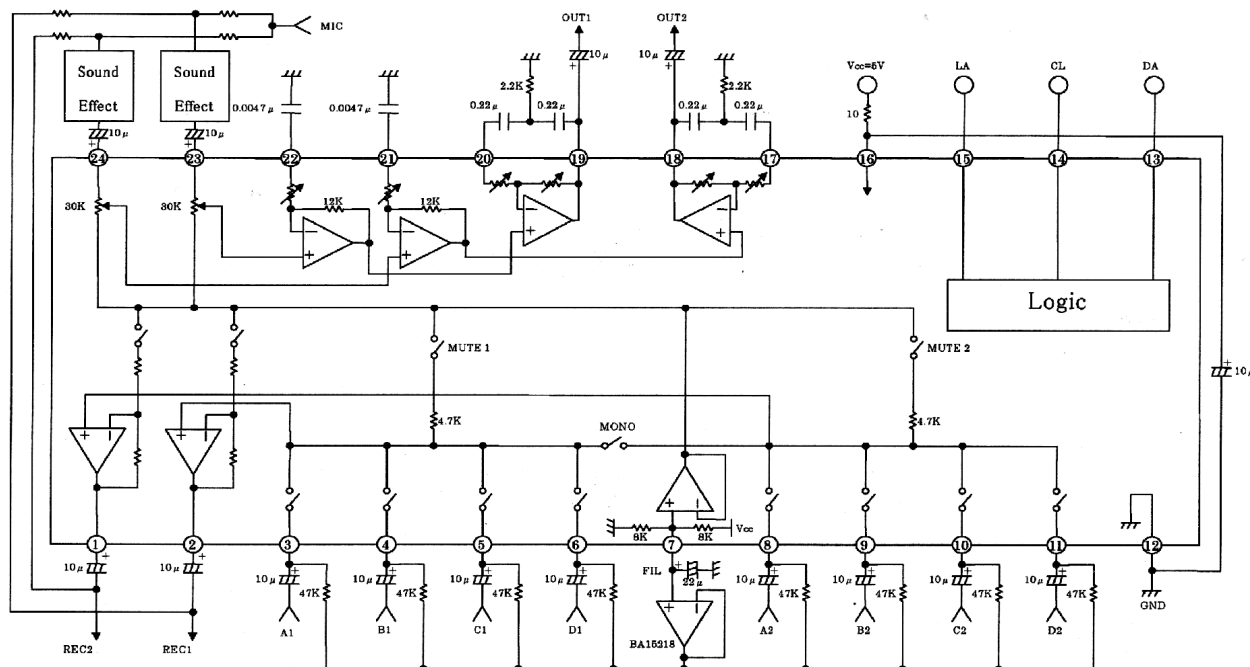 MIC
OUT1
OUT2
10μ
10μ
Vcc=5V
LA
CL
DA
Sound
Effect
Sound
Effect
2.2K
2.2K
0.0047μ
0.0047μ
0.22μ
0.22μ
0.22μ
0.22μ
10
10μ
10μ
24
23
22
21
20
19
18
17
16
15
14
13
30K
30K
12K
12K
Logic
MUTE 1
MUTE 2
4.7K
4.7K
MONO
8K
8K
Vcc
1
2
3
4
5
6
7
8
9
10
11
12
10μ
10μ
10μ
10μ
10μ
10μ
FIL
22μ
10μ
10μ
10μ
10μ
47K
47K
47K
47K
47K
47K
47K
47K
GND
REC2
REC1
A1
B1
C1
D1
BA15218
A2
B2
C2
D2